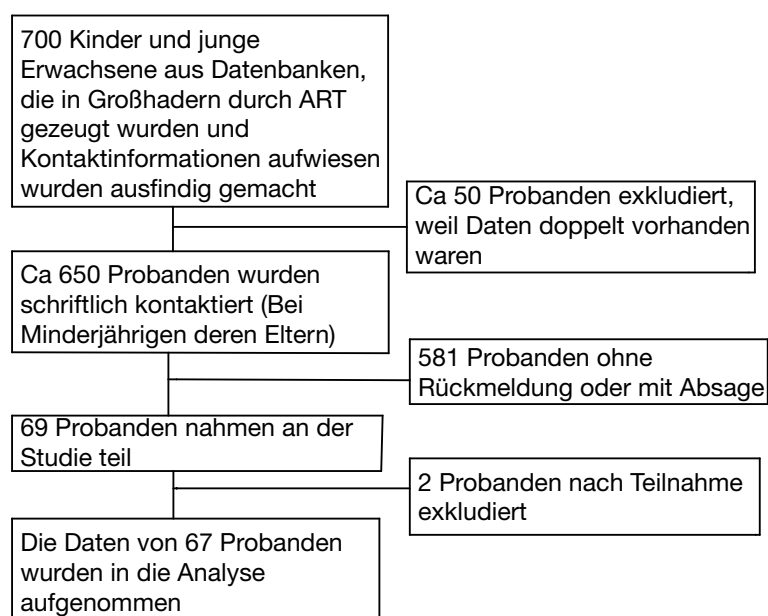 700 Kinder und junge
Erwachsene aus Datenbanken,
die in Großhadern durch ART
gezeugt wurden und
Kontaktinformationen aufwiesen
wurden ausfindig gemacht
Ca 50 Probanden exkludiert,
weil Daten doppelt vorhanden
waren
Ca 650 Probanden wurden
schriftlich kontaktiert (Bei
Minderjährigen deren Eltern)
581 Probanden ohne
Rückmeldung oder mit Absage
69 Probanden nahmen an der
Studie teil
2 Probanden nach Teilnahme
exkludiert
Die Daten von 67 Probanden
wurden in die Analyse
aufgenommen